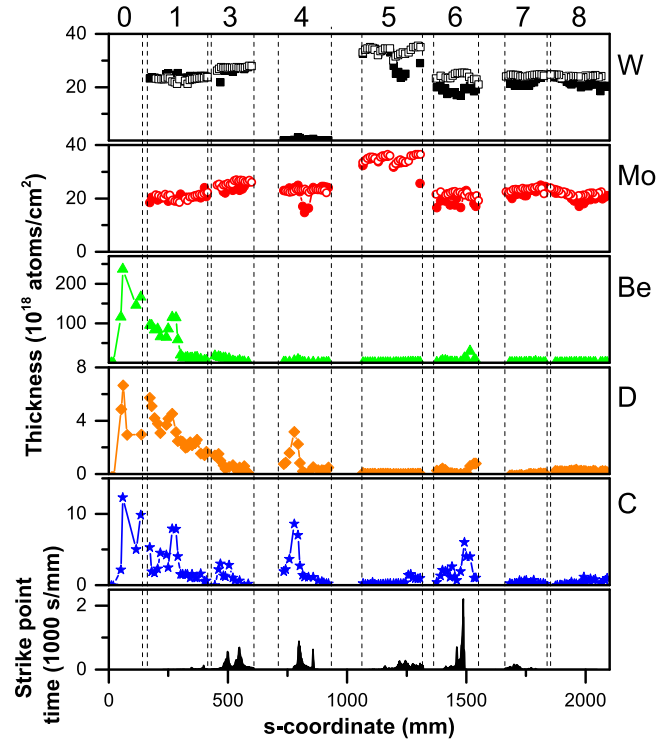 0 1 3 4 5 6 7 8
40
20
0
W
40
20
0
Mo
200
100
Be
8
4
0
D
10
0
C
2
0
0 500 1000 1500 2000
s-coordinate (mm)
Thickness (10¹⁸ atoms/cm²)
Strike point
time (1000 s/mm)